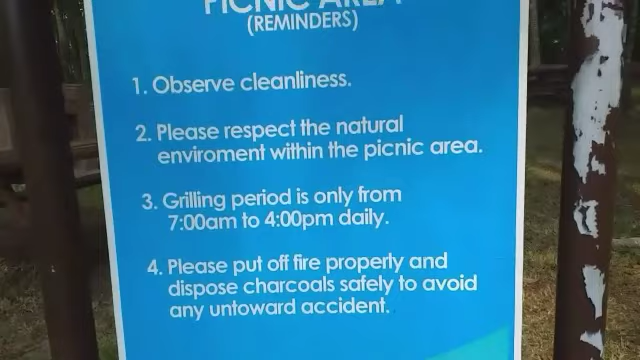 PICNIC AREA
(REMINDERS)
1. Observe cleanliness.
2. Please respect the natural
enviroment within the picnic area.
3. Grilling period is only from
7:00am to 4:00pm daily.
4. Please put off fire properly and
dispose charcoals safely to avoid
any untoward accident.